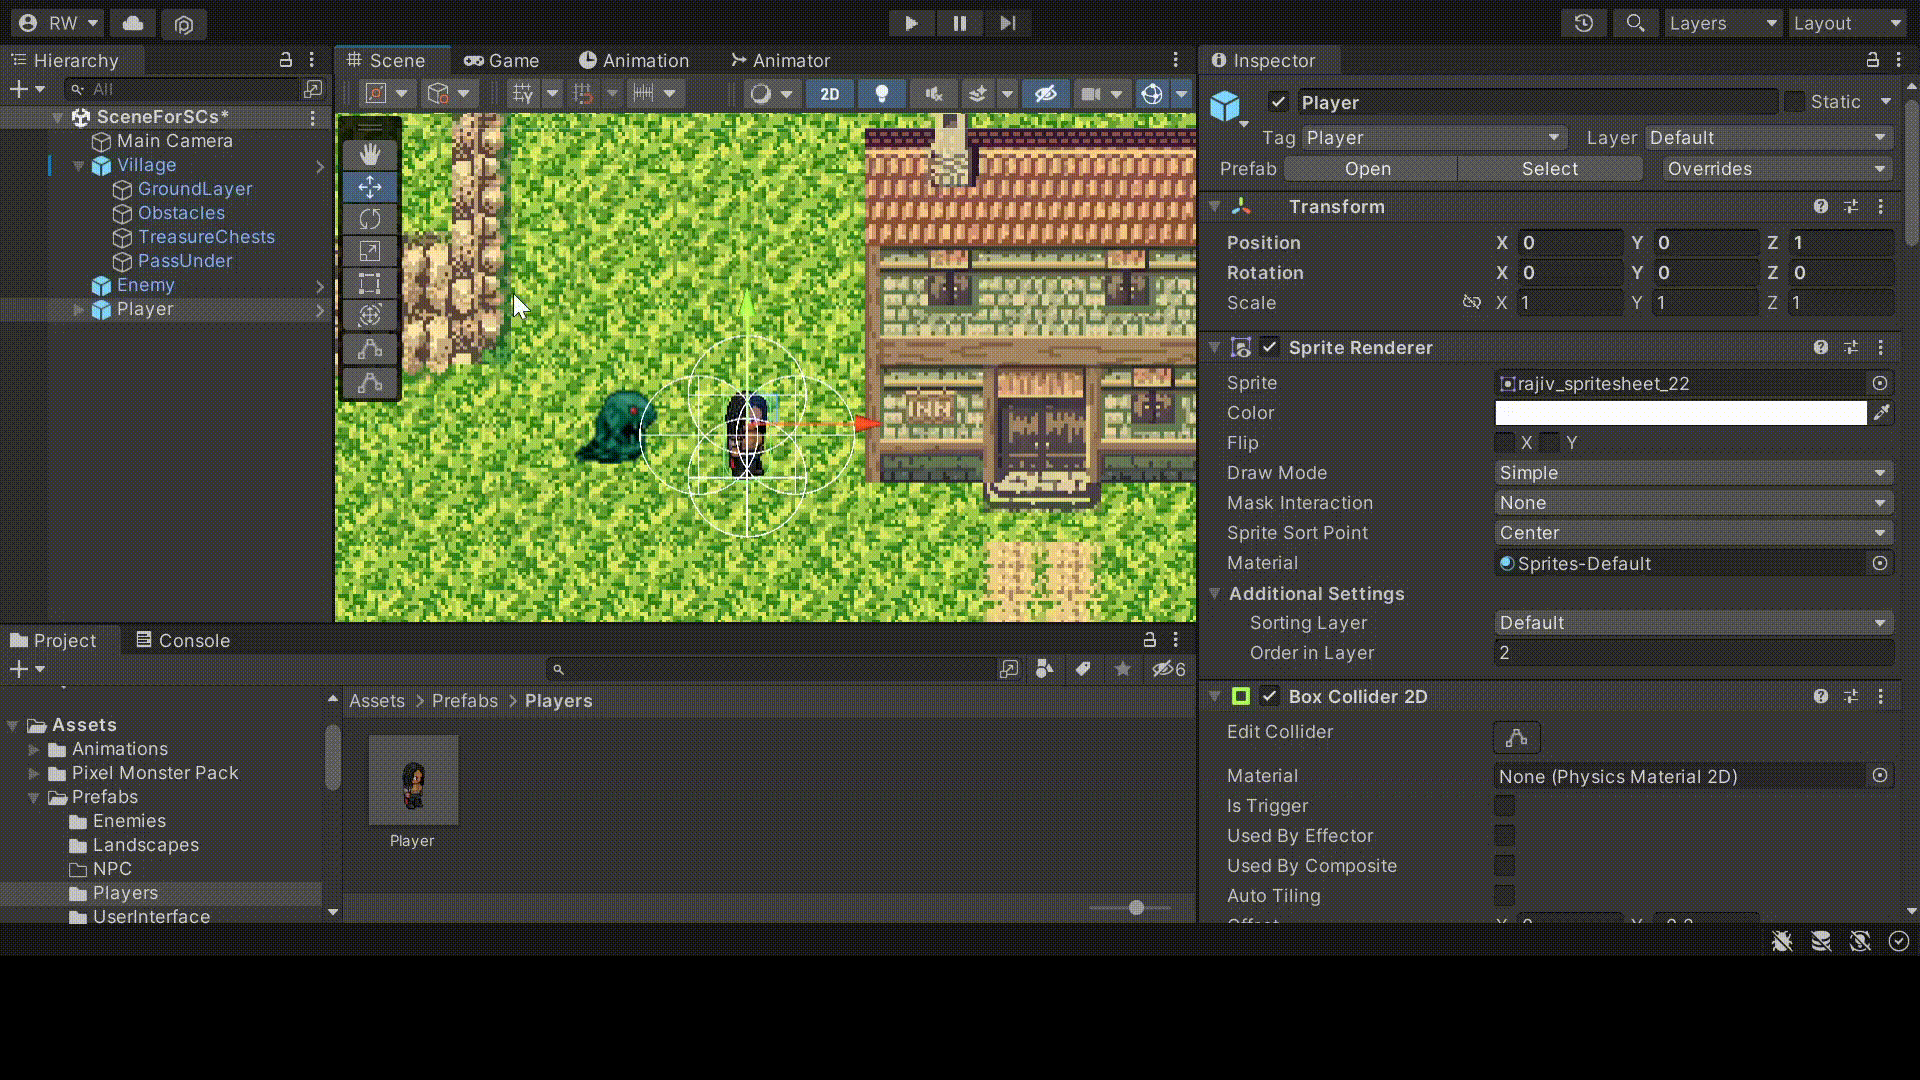 RW
Layers
Layout
Hierarchy
All
SceneForSCs*
Main Camera
Village
GroundLayer
Obstacles
TreasureChests
PassUnder
Enemy
Player
Scene
Game
Animation
Animator
2D
INN
Inspector
Player
Static
Tag Player
Layer Default
Prefab Open Select Overrides
Transform
Position X 0 Y 0 Z 1
Rotation X 0 Y 0 Z 0
Scale X 1 Y 1 Z 1
Sprite Renderer
Sprite rajiv_spritesheet_22
Color
Flip X Y
Draw Mode Simple
Mask Interaction None
Sprite Sort Point Center
Material Sprites-Default
Additional Settings
Sorting Layer Default
Order in Layer 2
Box Collider 2D
Edit Collider
Material None (Physics Material 2D)
Is Trigger
Used By Effector
Used By Composite
Auto Tiling
Project
Console
6
Assets > Prefabs > Players
Assets
Animations
Pixel Monster Pack
Prefabs
Enemies
Landscapes
NPC
Players
UserInterface
Player